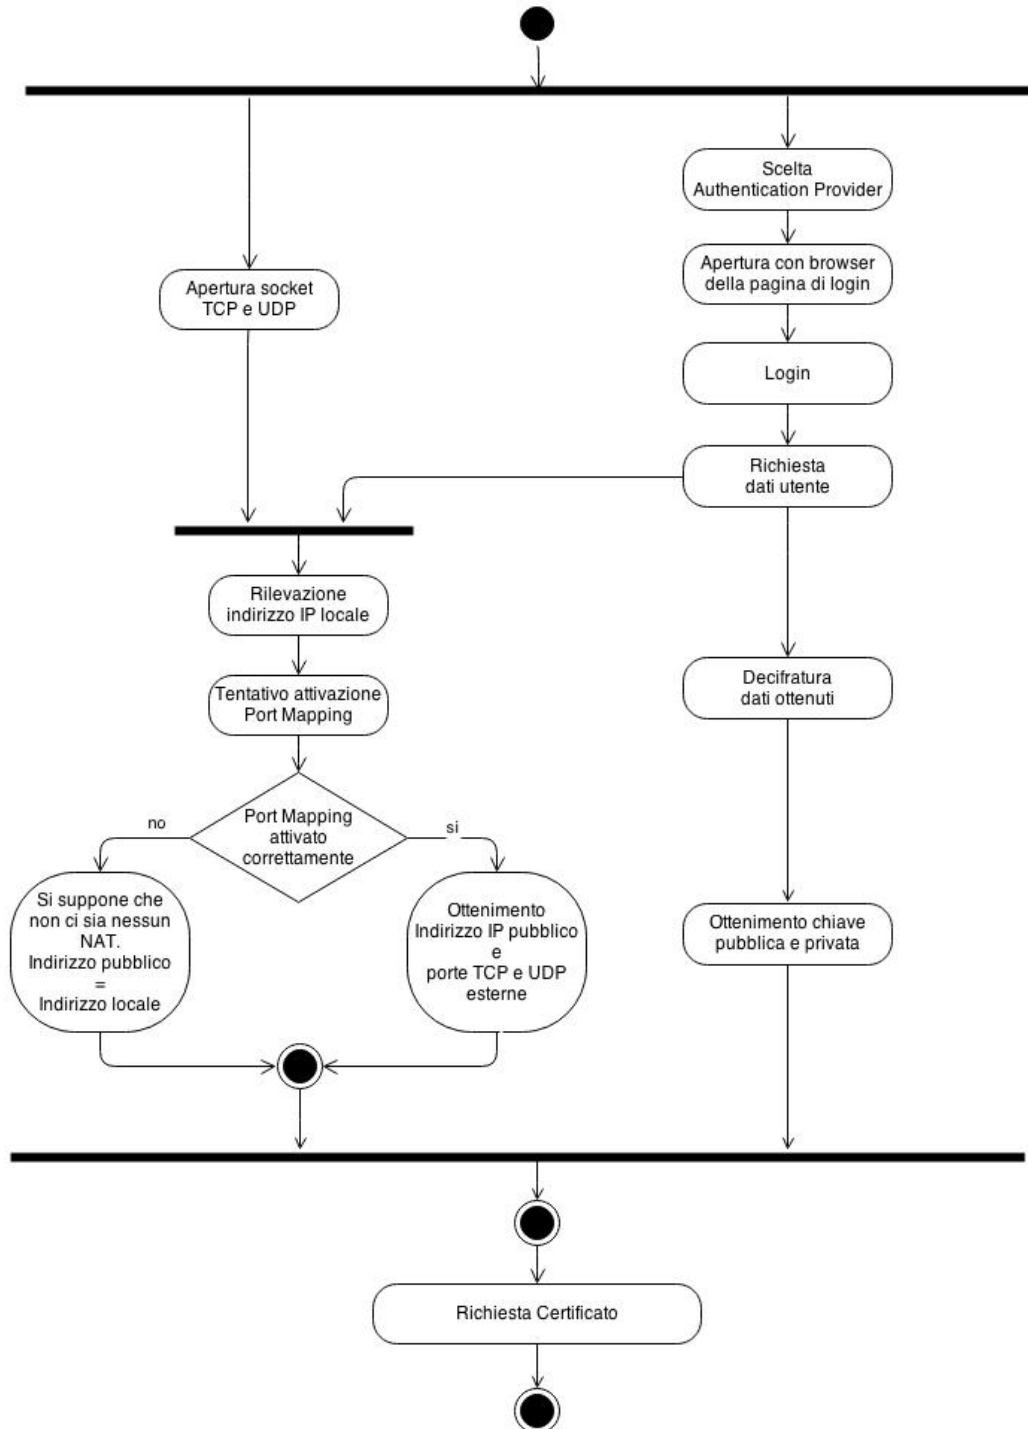 Scelta
Authentication Provider
Apertura con browser
della pagina di login
Apertura socket
TCP e UDP
Login
Richiesta
dati utente
Rilevazione
indirizzo IP locale
Tentativo attivazione
Port Mapping
Decifratura
dati ottenuti
Port Mapping
attivato
correttamente
no
si
Si suppone che
non ci sia nessun
NAT.
Indirizzo pubblico
=
Indirizzo locale
Ottenimento
Indirizzo IP pubblico
e
porte TCP e UDP
esterne
Ottenimento chiave
pubblica e privata
Richiesta Certificato